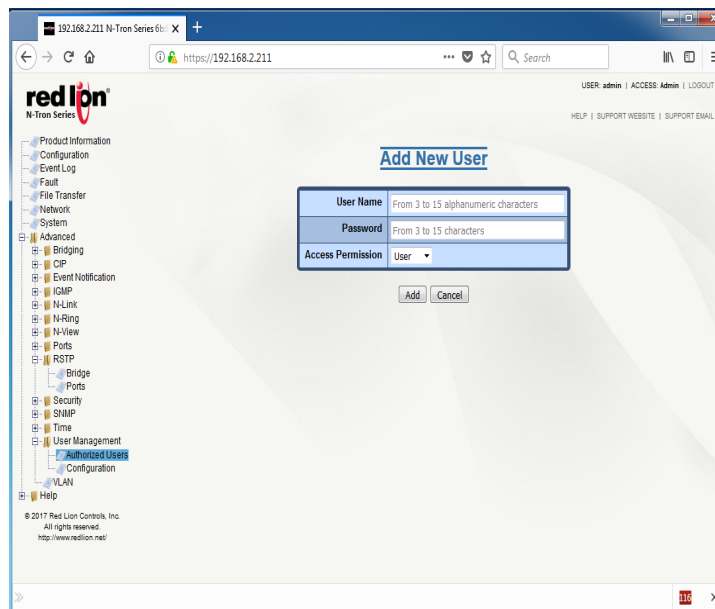 192.168.2.211 N-Tron Series 6
https://192.168.2.211
Search
USER: admin | ACCESS: Admin | LOGOUT
red lion®
N-Tron Series
HELP | SUPPORT WEBSITE | SUPPORT EMAIL
Product Information
Configuration
Event Log
Fault
File Transfer
Network
System
Advanced
Bridging
CIP
Event Notification
IGMP
N-Link
N-Ring
N-View
Ports
RSTP
Bridge
Ports
Security
SNMP
Time
User Management
Authorized Users
Configuration
VLAN
Help
© 2017 Red Lion Controls, Inc.
All rights reserved.
http://www.redlion.net/
Add New User
User Name From 3 to 15 alphanumeric characters
Password From 3 to 15 characters
Access Permission User
Add Cancel
116